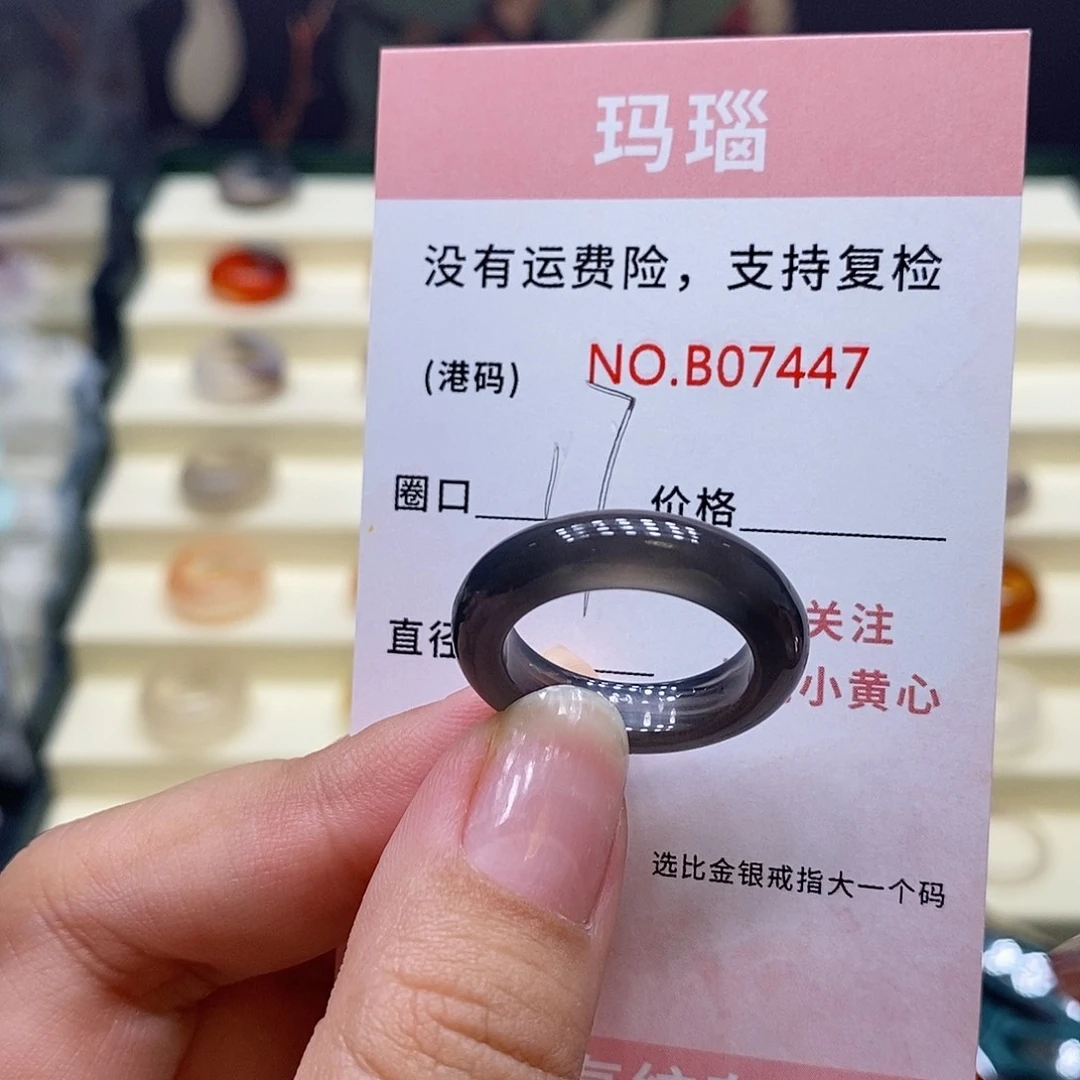 玛瑙
没有运费险，支持复检
(港码) NO.B07447
圈口 17 价格
直径
关注
小黄心
选比金银戒指大一个码